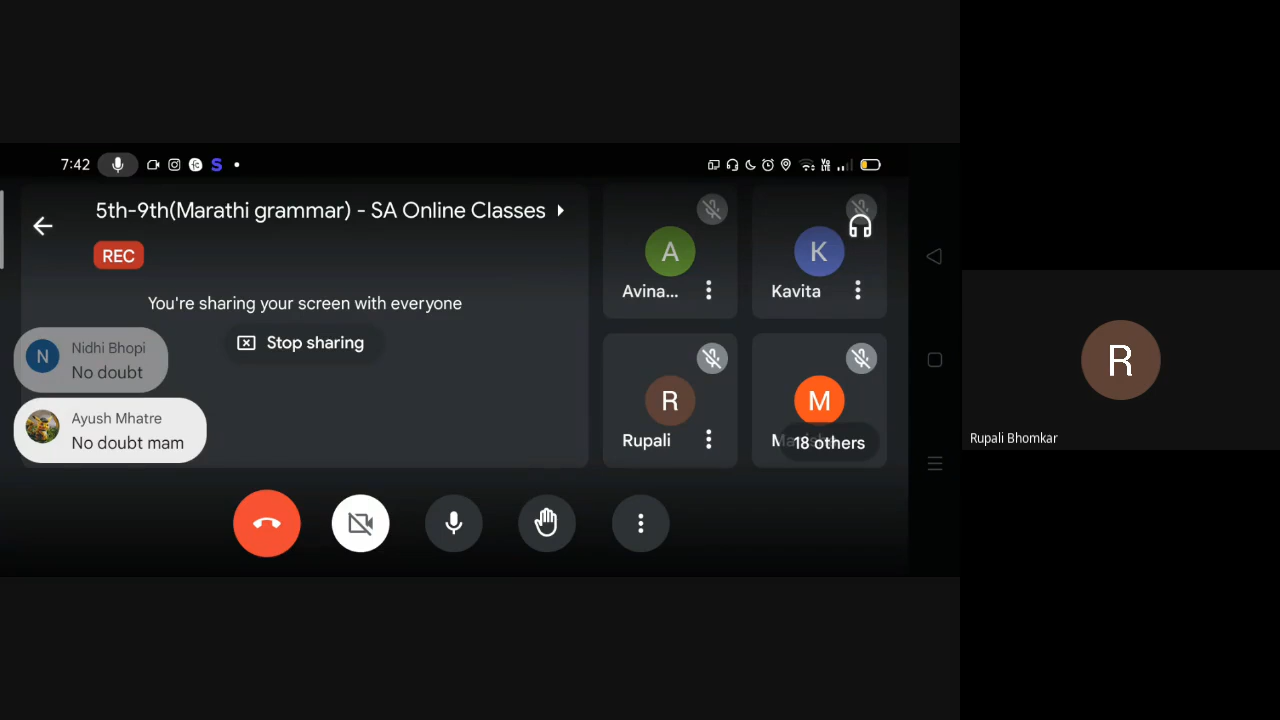 7:42
S
5th-9th(Marathi grammar) - SA Online Classes
REC
You're sharing your screen with everyone
Stop sharing
N
Nidhi Bhopi
No doubt
Ayush Mhatre
No doubt mam
A
Avina...
K
Kavita
R
Rupali
M
18 others
R
Rupali Bhomkar